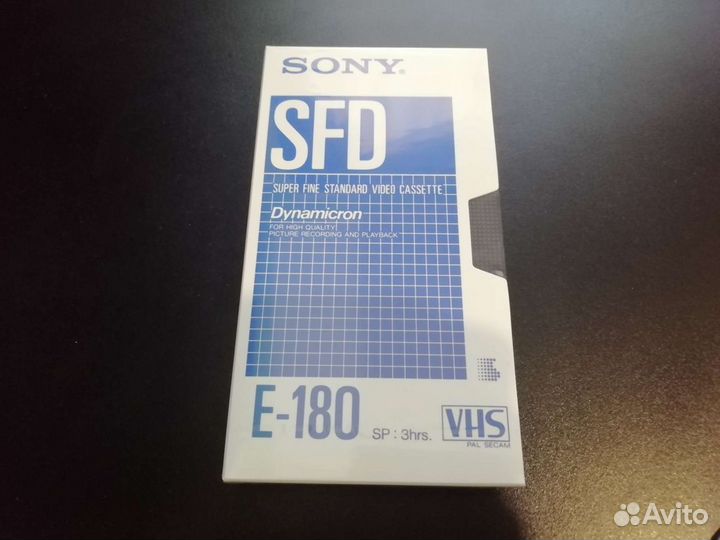 SONY®
SFD
SUPER FINE STANDARD VIDEO CASSETTE
Dynamicron
FOR HIGH QUALITY
PICTURE RECORDING AND PLAYBACK
E-180 SP : 3hrs. VHS
PAL SECAM
Avito